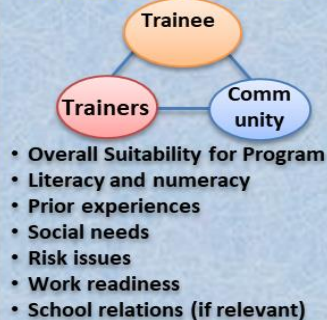 Trainee
Trainers
Comm
unity
• Overall Suitability for Program
• Literacy and numeracy
• Prior experiences
• Social needs
• Risk issues
• Work readiness
• School relations (if relevant)